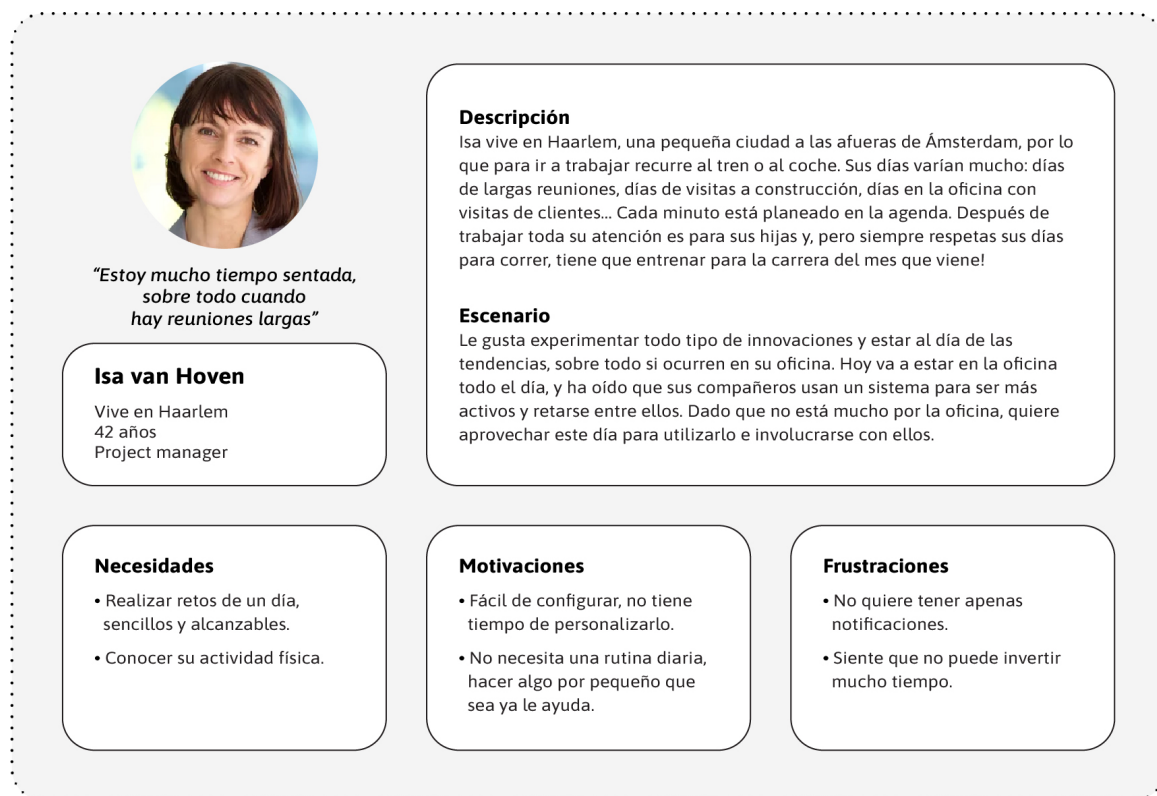 “Estoy mucho tiempo sentada,
sobre todo cuando
hay reuniones largas”
Isa van Hoven
Vive en Haarlem
42 años
Project manager
Descripción
Isa vive en Haarlem, una pequeña ciudad a las afueras de Ámsterdam, por lo
que para ir a trabajar recurre al tren o al coche. Sus días varían mucho: días
de largas reuniones, días de visitas a construcción, días en la oficina con
visitas de clientes... Cada minuto está planeado en la agenda. Después de
trabajar toda su atención es para sus hijas y, pero siempre respetas sus días
para correr, tiene que entrenar para la carrera del mes que viene!
Escenario
Le gusta experimentar todo tipo de innovaciones y estar al día de las
tendencias, sobre todo si ocurren en su oficina. Hoy va a estar en la oficina
todo el día, y ha oído que sus compañeros usan un sistema para ser más
activos y retarse entre ellos. Dado que no está mucho por la oficina, quiere
aprovechar este día para utilizarlo e involucrarse con ellos.
Necesidades
• Realizar retos de un día,
sencillos y alcanzables.
• Conocer su actividad física.
Motivaciones
• Fácil de configurar, no tiene
tiempo de personalizarlo.
• No necesita una rutina diaria,
hacer algo por pequeño que
sea ya le ayuda.
Frustraciones
• No quiere tener apenas
notificaciones.
• Siente que no puede invertir
mucho tiempo.